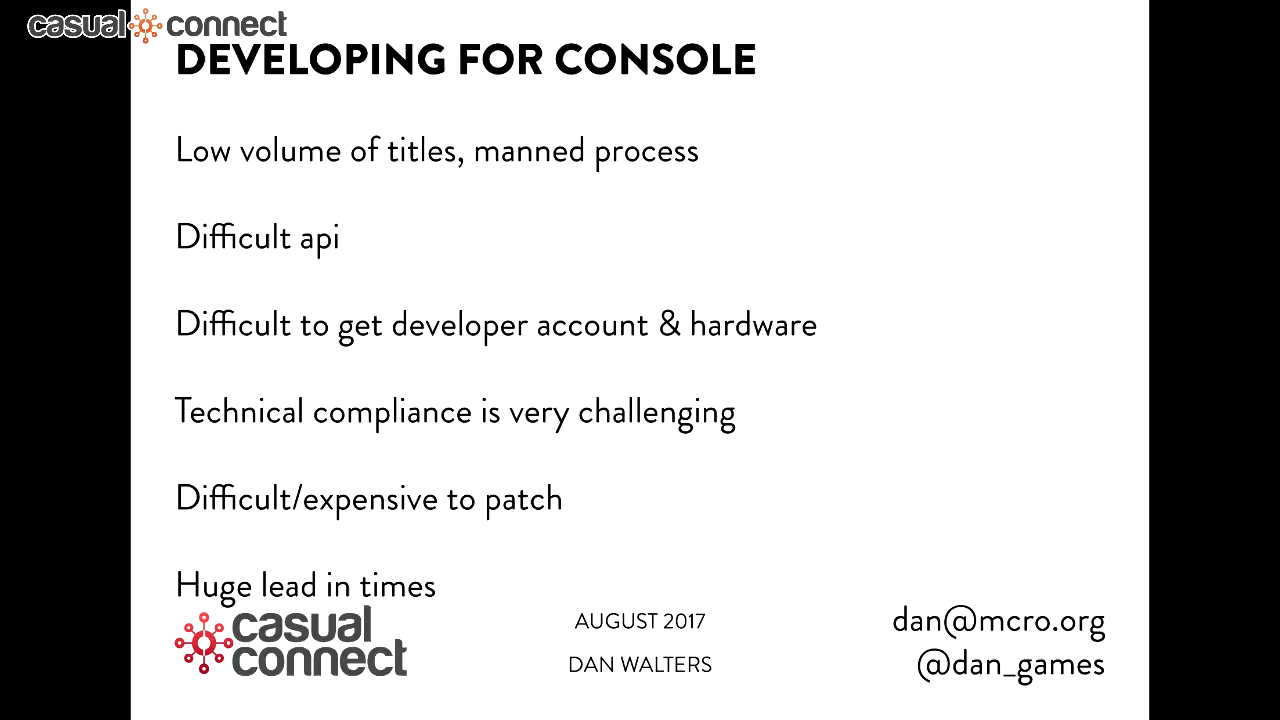 casual connect
DEVELOPING FOR CONSOLE
Low volume of titles, manned process
Difficult api
Difficult to get developer account & hardware
Technical compliance is very challenging
Difficult/expensive to patch
Huge lead in times
casual
connect
AUGUST 2017
DAN WALTERS
dan@mcro.org
@dan_games